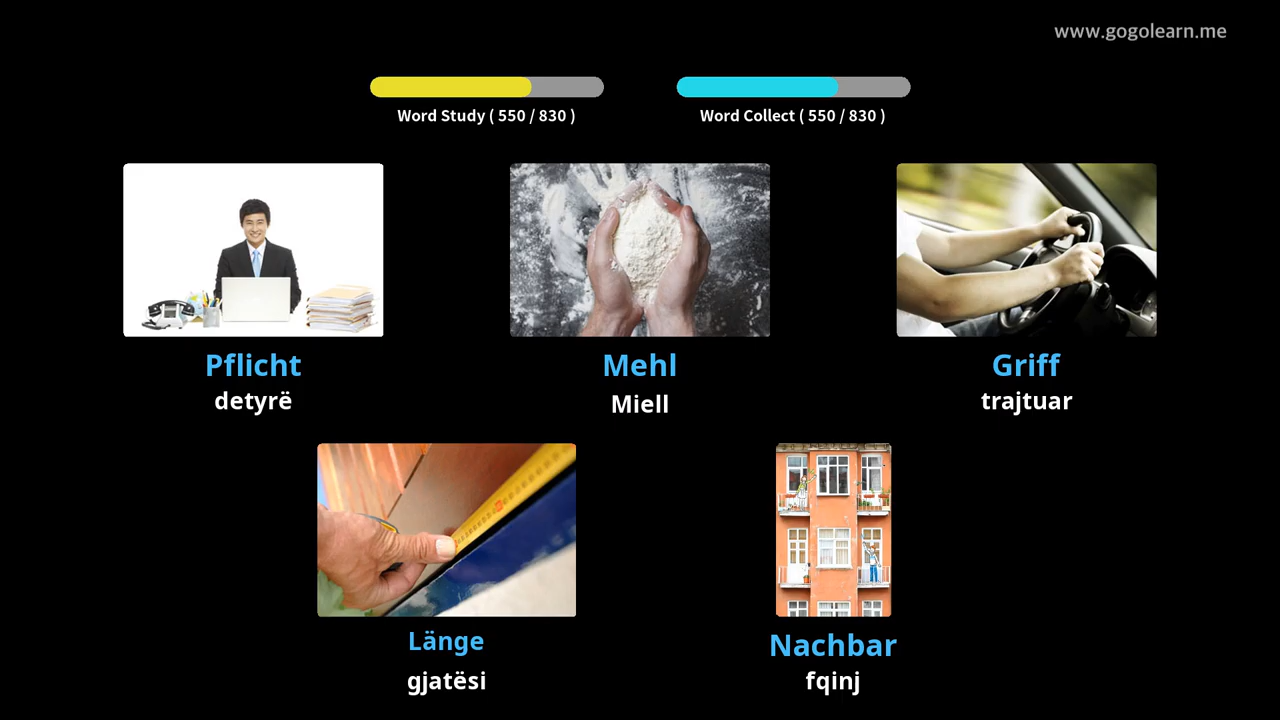 www.gogolearn.me
Word Study ( 550 / 830 )
Word Collect ( 550 / 830 )
Pflicht
detyrë
Mehl
Miell
Griff
trajtuar
Länge
gjatësi
Nachbar
fqinj